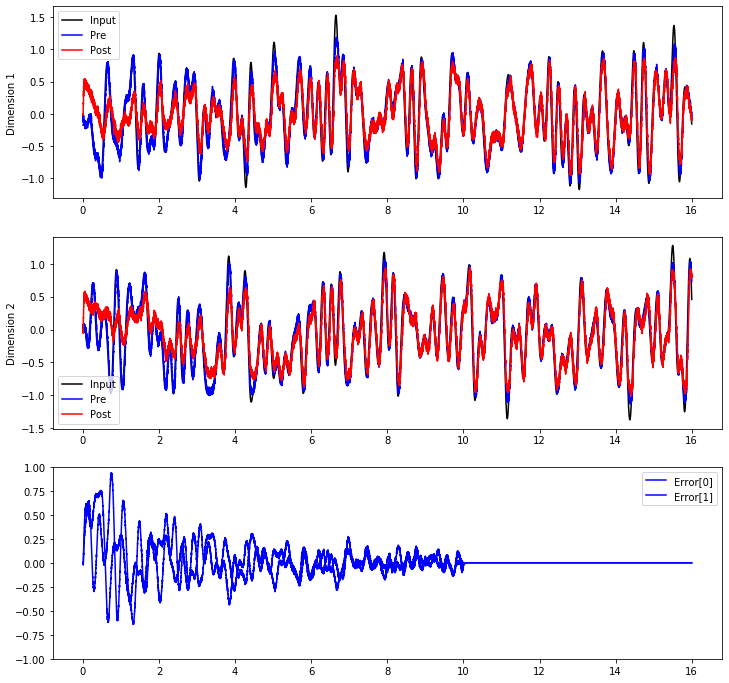 1.5
1.0
0.5
0.0
−0.5
−1.0
Dimension 1
Input
Pre
Post
0 2 4 6 8 10 12 14 16
1.0
0.5
0.0
−0.5
−1.0
−1.5
Dimension 2
Input
Pre
Post
0 2 4 6 8 10 12 14 16
1.00
0.75
0.50
0.25
0.00
−0.25
−0.50
−0.75
−1.00
Error[0]
Error[1]
0 2 4 6 8 10 12 14 16